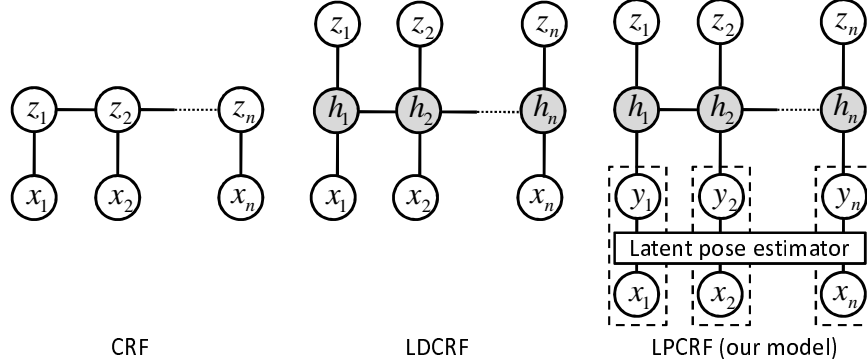 z₁ z₂ zₙ z₁ z₂ zₙ
z₁ z₂ zₙ h₁ h₂ hₙ h₁ h₂ hₙ
x₁ x₂ xₙ x₁ x₂ xₙ y₁ y₂ yₙ
Latent pose estimator
x₁ x₂ xₙ
CRF LDCRF LPCRF (our model)